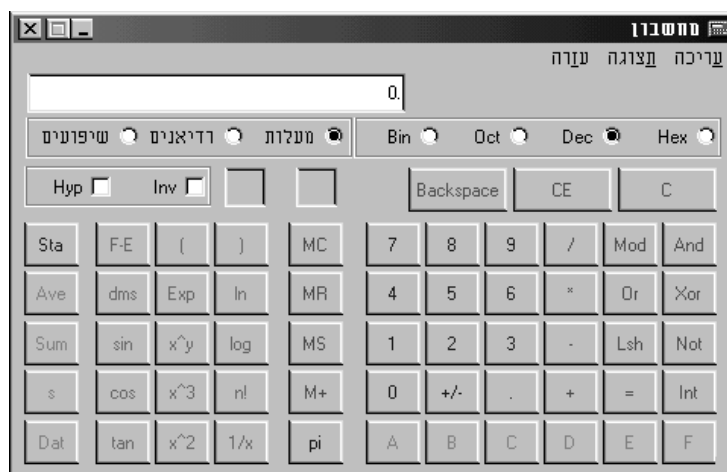 מחשבון
עריכה תצוגה עזרה
0.
Hex Dec Oct Bin מעלות רדיאנים שיפועים
Hyp Inv Backspace CE C
Sta F-E ( ) MC 7 8 9 / Mod And
Ave dms Exp ln MR 4 5 6 * Or Xor
Sum sin x^y log MS 1 2 3 - Lsh Not
s cos x^3 n! M+ 0 +/- . + = Int
Dat tan x^2 1/x pi A B C D E F